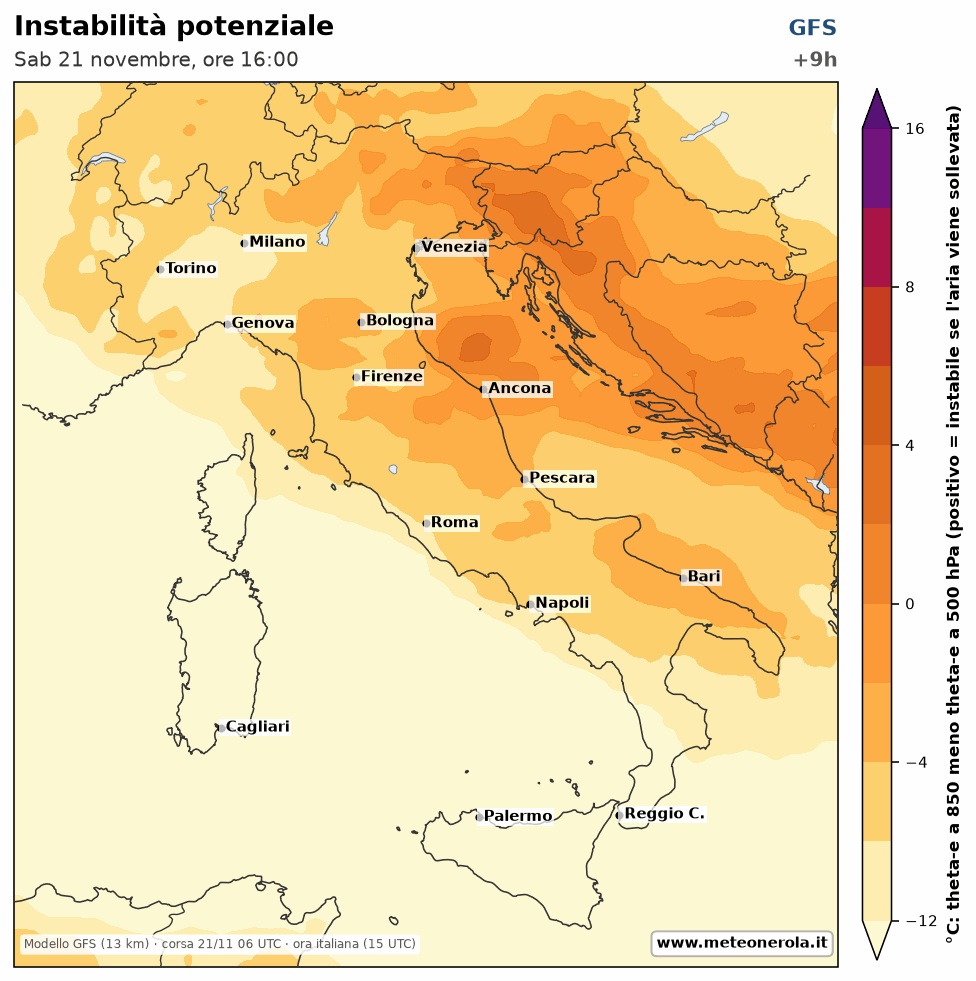 Instabilità potenziale
GFS
Sab 21 novembre, ore 16:00
+9h
Milano
Venezia
Torino
Genova
Bologna
Firenze
Ancona
Pescara
Roma
Bari
Napoli
Cagliari
Palermo
Reggio C.
16
8
4
0
−4
−12
°C: theta-e a 850 meno theta-e a 500 hPa (positivo = instabile se l'aria viene sollevata)
Modello GFS (13 km) · corsa 21/11 06 UTC · ora italiana (15 UTC)
www.meteonerola.it